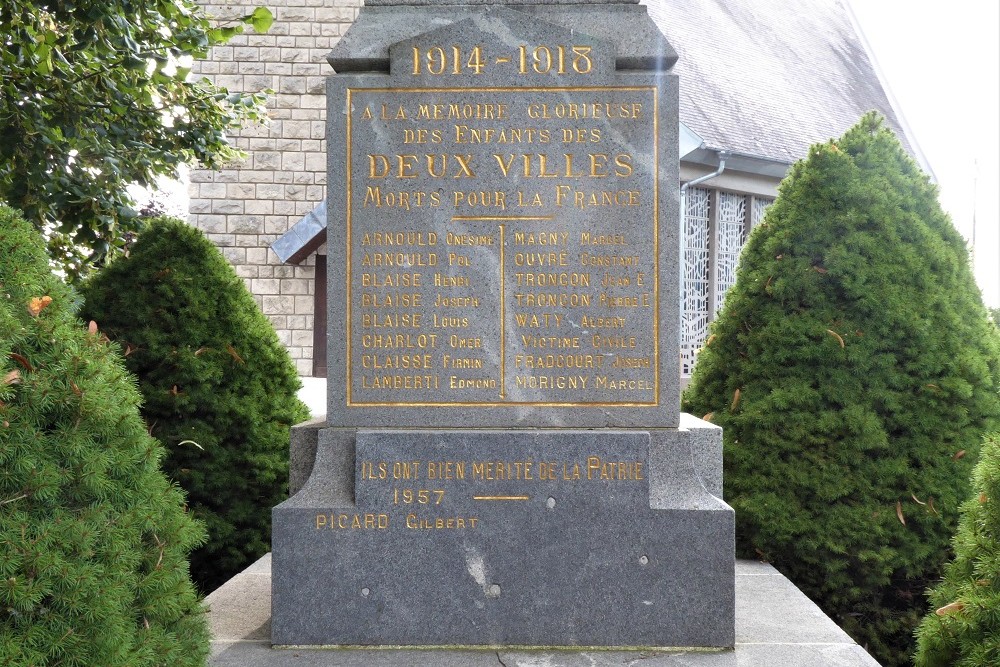 1914-1918
A LA MEMOIRE GLORIEUSE
DES ENFANTS DES
DEUX VILLES
MORTS POUR LA FRANCE
ARNOULD ONESIME
ARNOULD POL
BLAISE HENRI
BLAISE JOSEPH
BLAISE LOUIS
CHARLOT OMER
CLAISSE FIRMIN
LAMBERTI EDMOND
MAGNY MARCEL
OUVRE CONSTANT
TRONCON JEAN E
TRONCON PIERRE E
WATY ALBERT
VICTIME CIVILE
FRADCOURT JOSEPH
MORIGNY MARCEL
ILS ONT BIEN MERITE DE LA PATRIE
1957
PICARD GILBERT